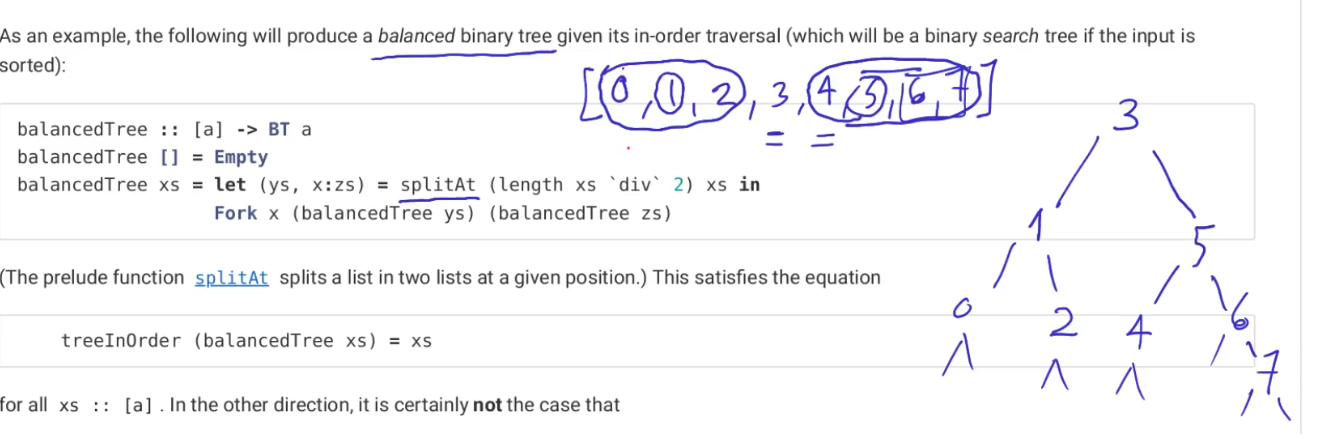 As an example, the following will produce a balanced binary tree given its in-order traversal (which will be a binary search tree if the input is
sorted):
[0, 1, 2, 3, 4, 5, 6, 7]
balancedTree :: [a] -> BT a
balancedTree [] = Empty
balancedTree xs = let (ys, x:zs) = splitAt (length xs `div` 2) xs in
Fork x (balancedTree ys) (balancedTree zs)
3
1 5
0 2 4 6
7
(The prelude function splitAt splits a list in two lists at a given position.) This satisfies the equation
treeInOrder (balancedTree xs) = xs
for all xs :: [a] . In the other direction, it is certainly not the case that